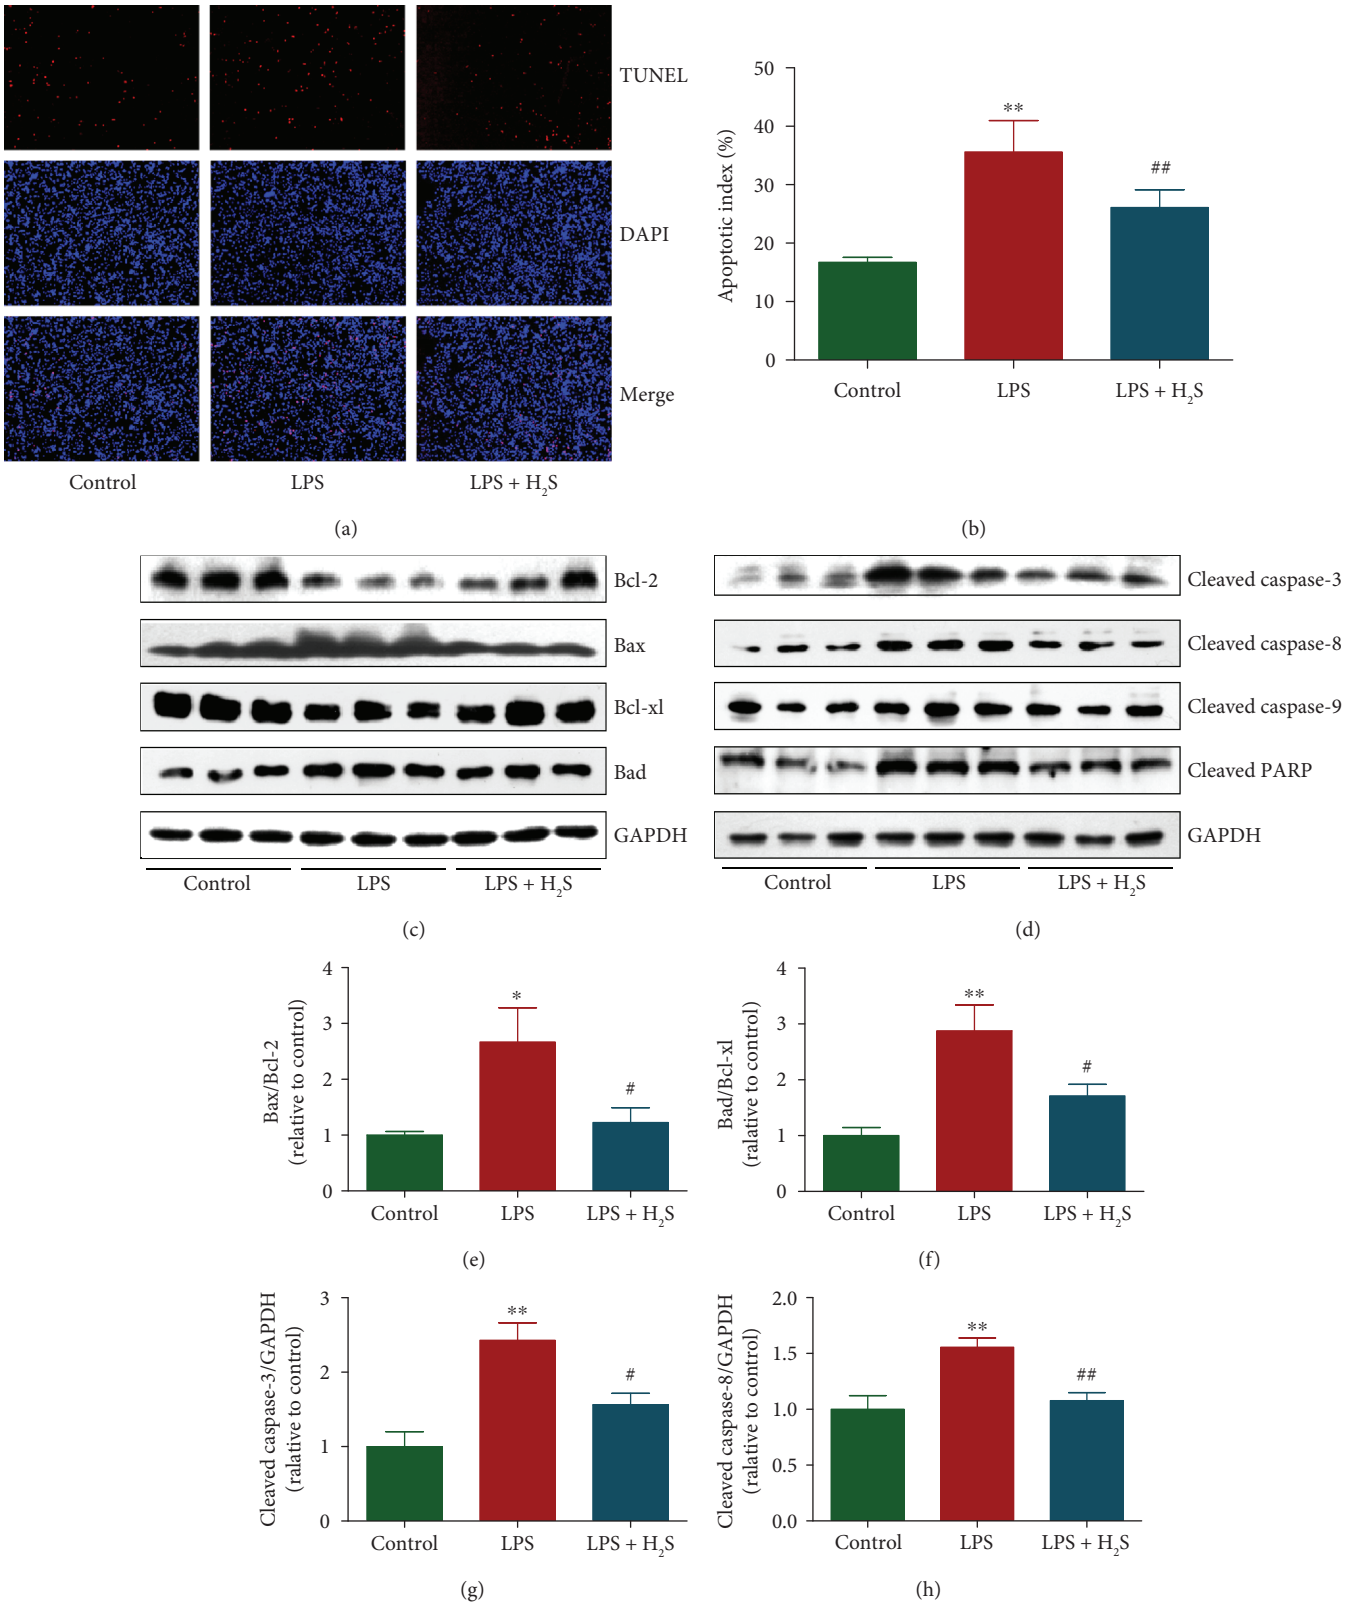 TUNEL
DAPI
Merge
Control LPS LPS + H₂S
(a)
Apoptotic index (%)
50
40
30
20
10
0
**
##
Control LPS LPS + H₂S
(b)
Bcl-2
Bax
Bcl-xl
Bad
GAPDH
Control LPS LPS + H₂S
(c)
Cleaved caspase-3
Cleaved caspase-8
Cleaved caspase-9
Cleaved PARP
GAPDH
Control LPS LPS + H₂S
(d)
Bax/Bcl-2
(relative to control)
4
3
2
1
0
*
#
Control LPS LPS + H₂S
(e)
Bad/Bcl-xl
(ralative to control)
4
3
2
1
0
**
#
Control LPS LPS + H₂S
(f)
Cleaved caspase-3/GAPDH
(ralative to control)
3
2
1
0
**
#
Control LPS LPS + H₂S
(g)
Cleaved caspase-8/GAPDH
(ralative to control)
2.0
1.5
1.0
0.5
0.0
**
##
Control LPS LPS + H₂S
(h)